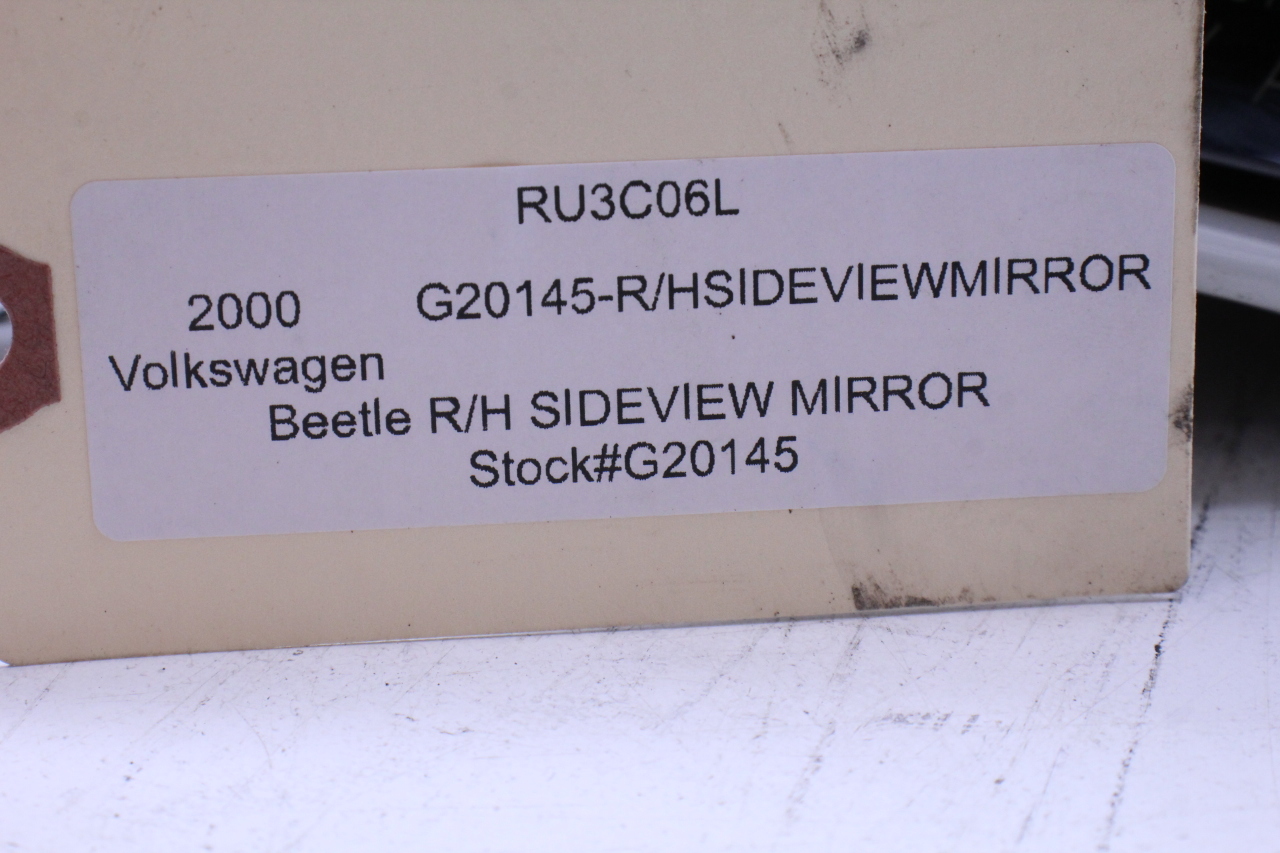 RU3C06L
2000 G20145-R/HSIDEVIEWMIRROR
Volkswagen
Beetle R/H SIDEVIEW MIRROR
Stock#G20145